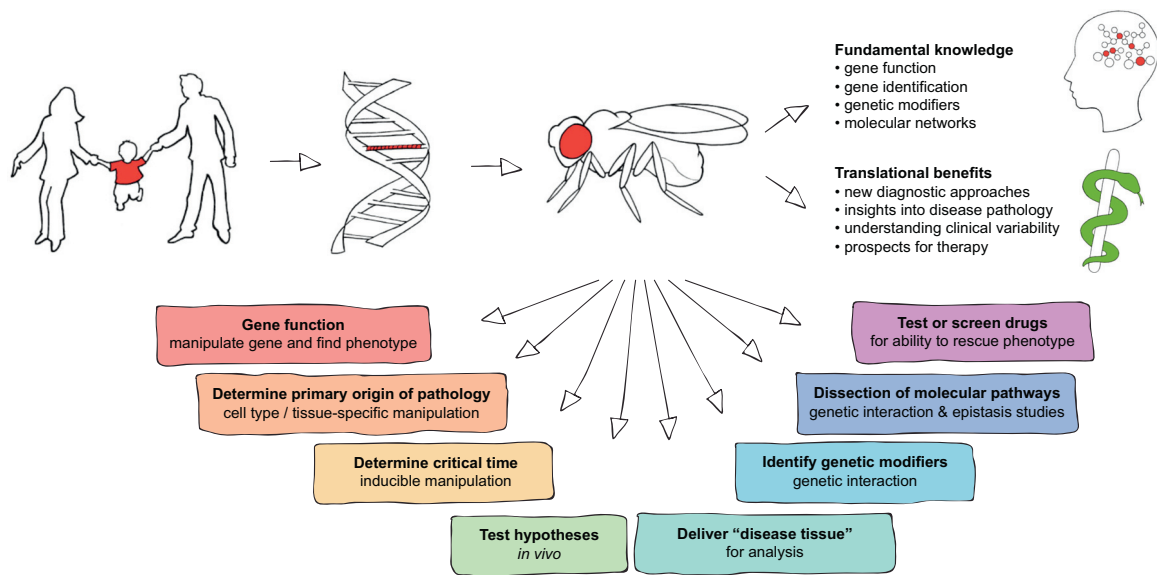 Fundamental knowledge
• gene function
• gene identification
• genetic modifiers
• molecular networks
Translational benefits
• new diagnostic approaches
• insights into disease pathology
• understanding clinical variability
• prospects for therapy
Gene function
manipulate gene and find phenotype
Determine primary origin of pathology
cell type / tissue-specific manipulation
Determine critical time
inducible manipulation
Test hypotheses
in vivo
Deliver “disease tissue”
for analysis
Identify genetic modifiers
genetic interaction
Dissection of molecular pathways
genetic interaction & epistasis studies
Test or screen drugs
for ability to rescue phenotype